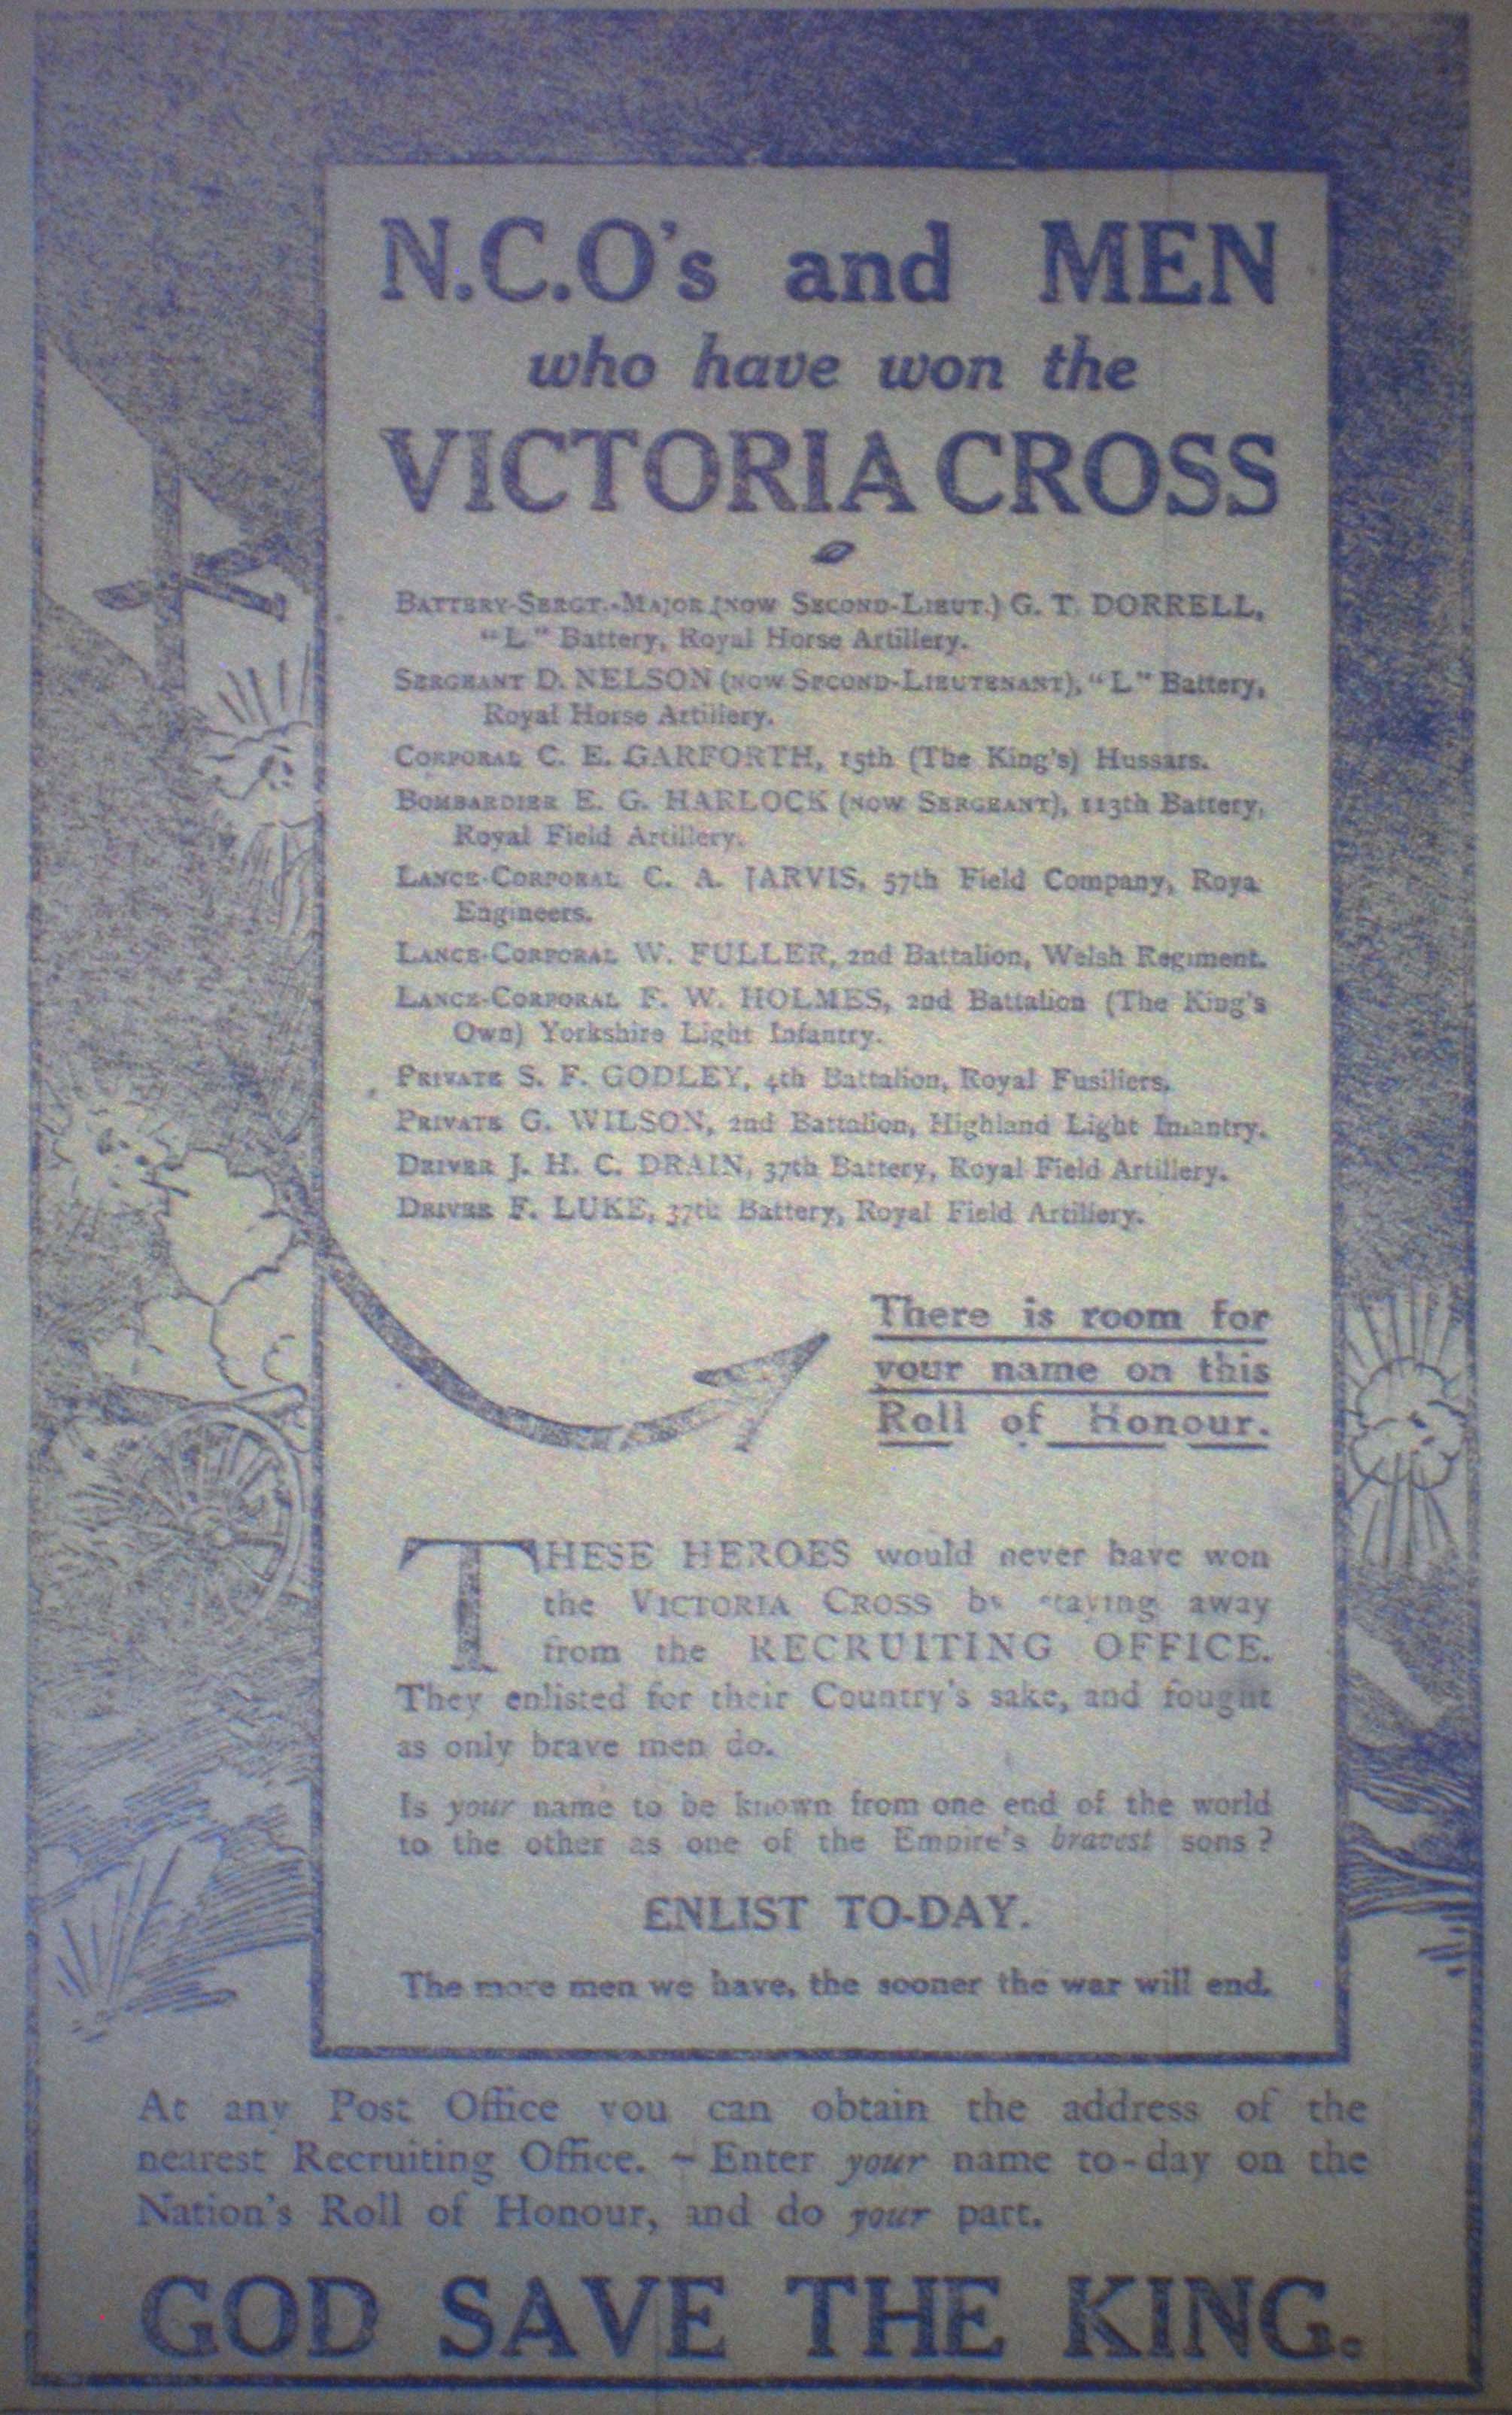 N.C.O's and MEN
who have won the
VICTORIA CROSS
BATTERY-SERGT.-MAJOR (NOW SECOND-LIEUT.) G. T. DORRELL,
"L" Battery, Royal Horse Artillery.
SERGEANT D. NELSON (NOW SECOND-LIEUTENANT), "L" Battery,
Royal Horse Artillery.
CORPORAL C. E. GARFORTH, 15th (The King's) Hussars.
BOMBARDIER E. G. HARLOCK (NOW SERGEANT), 113th Battery,
Royal Field Artillery.
LANCE-CORPORAL C. A. JARVIS, 57th Field Company, Roya
Engineers.
LANCE-CORPORAL W. FULLER, 2nd Battalion, Welsh Regiment.
LANCE-CORPORAL F. W. HOLMES, 2nd Battalion (The King's
Own) Yorkshire Light Infantry.
PRIVATE S. F. GODLEY, 4th Battalion, Royal Fusiliers.
PRIVATE G. WILSON, 2nd Battalion, Highland Light Infantry.
DRIVER J. H. C. DRAIN, 37th Battery, Royal Field Artillery.
DRIVER F. LUKE, 37th Battery, Royal Field Artillery.
There is room for
your name on this
Roll of Honour.
THESE HEROES would never have won
the VICTORIA CROSS by staying away
from the RECRUITING OFFICE.
They enlisted for their Country's sake, and fought
as only brave men do.
Is your name to be known from one end of the world
to the other as one of the Empire's bravest sons?
ENLIST TO-DAY.
The more men we have, the sooner the war will end.
At any Post Office you can obtain the address of the
nearest Recruiting Office. - Enter your name to-day on the
Nation's Roll of Honour, and do your part.
GOD SAVE THE KING.